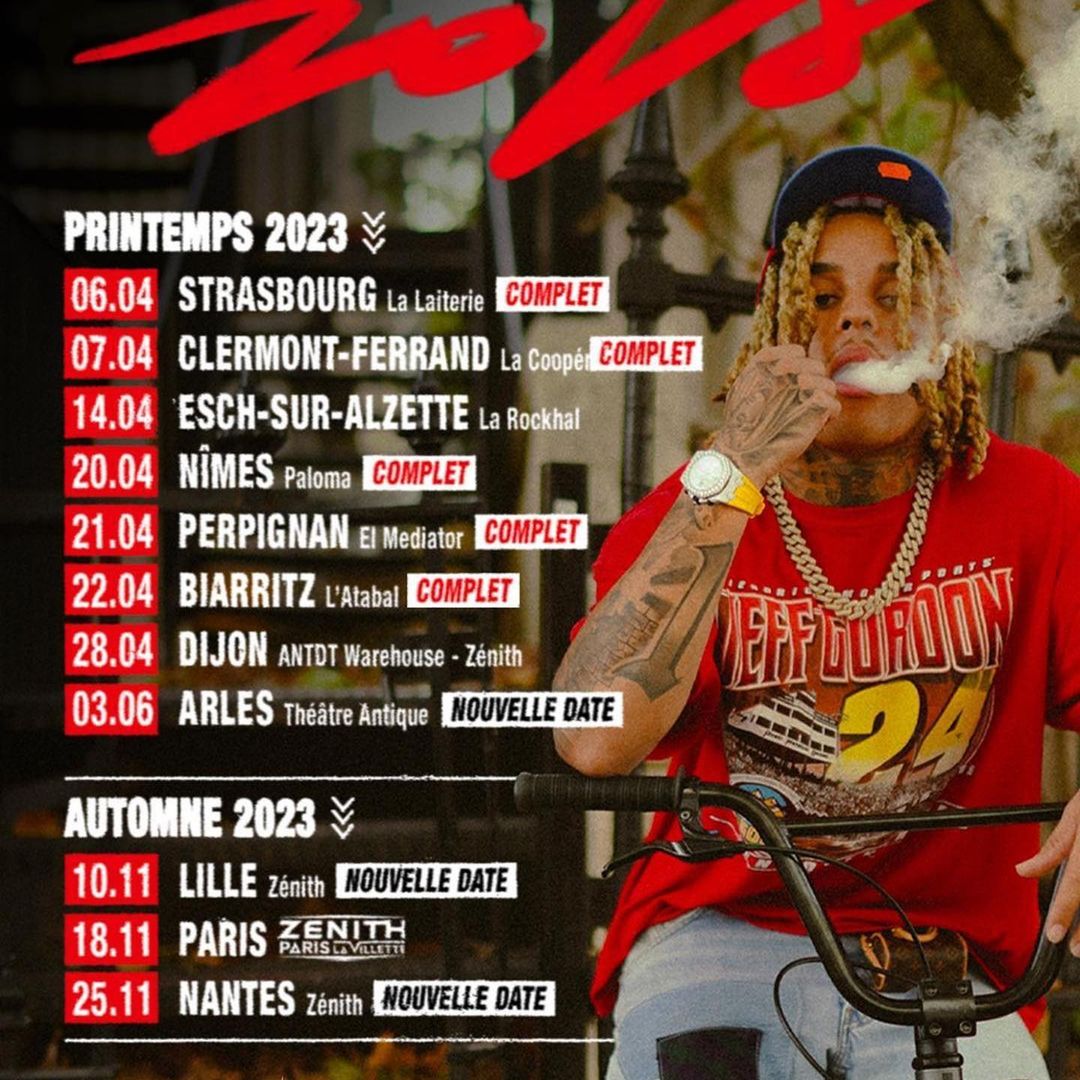 2023
PRINTEMPS 2023
06.04 STRASBOURG La Laiterie COMPLET
07.04 CLERMONT-FERRAND La Coopér COMPLET
14.04 ESCH-SUR-ALZETTE La Rockhal
20.04 NÎMES Paloma COMPLET
21.04 PERPIGNAN El Mediator COMPLET
22.04 BIARRITZ L'Atabal COMPLET
28.04 DIJON ANTDT Warehouse - Zénith
03.06 ARLES Théâtre Antique NOUVELLE DATE
AUTOMNE 2023
10.11 LILLE Zénith NOUVELLE DATE
18.11 PARIS ZENITH PARIS LA VILLETTE
25.11 NANTES Zénith NOUVELLE DATE
JEFF GORDON
24